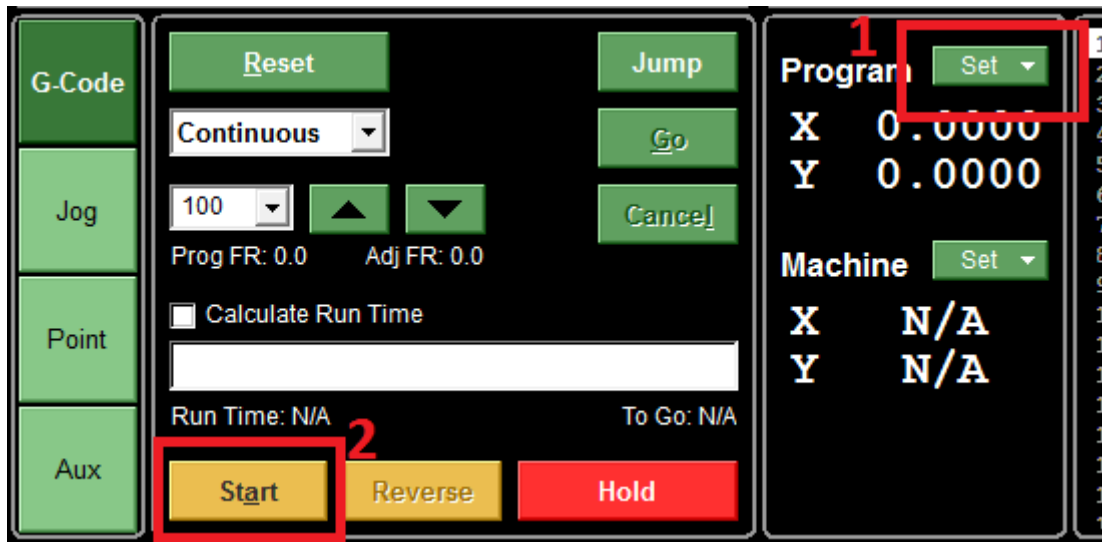 G-Code
Jog
Point
Aux
Reset
Jump
Continuous
Go
100
Cancel
Prog FR: 0.0 Adj FR: 0.0
Calculate Run Time
Run Time: N/A To Go: N/A
2
Start Reverse Hold
1
Program Set
X 0.0000
Y 0.0000
Machine Set
X N/A
Y N/A